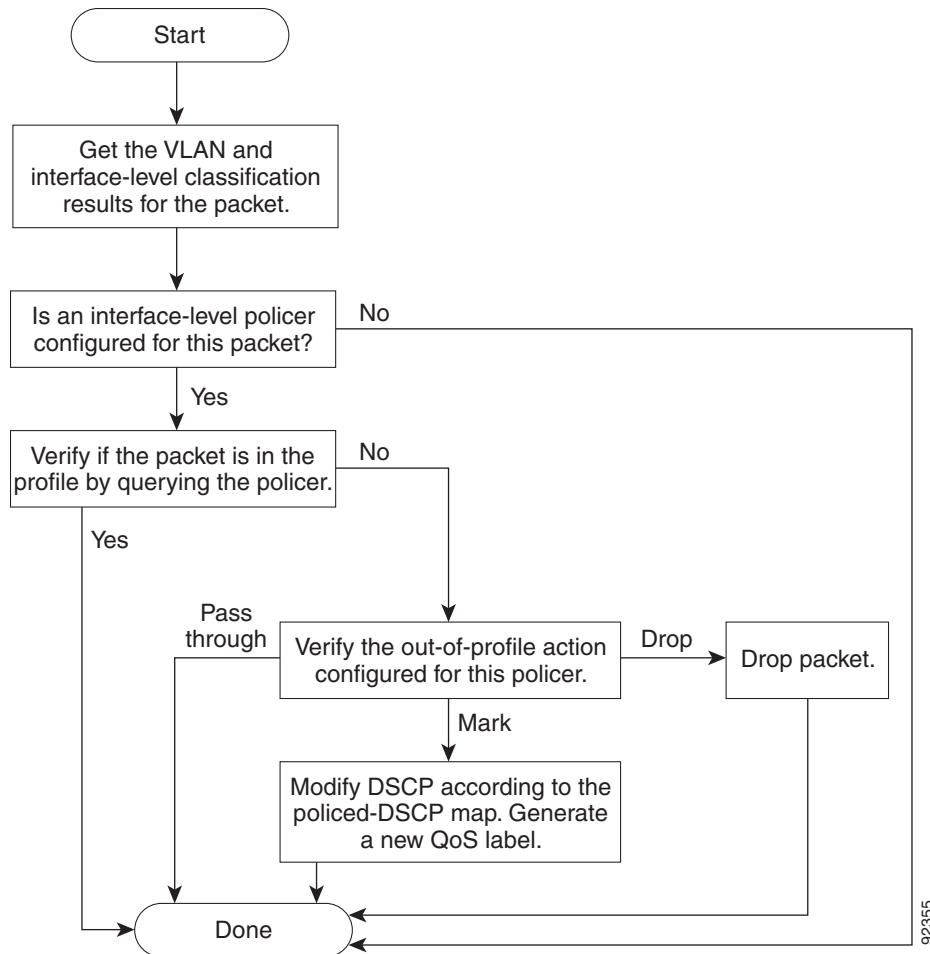 Start
Get the VLAN and
interface-level classification
results for the packet.
Is an interface-level policer
configured for this packet?
No
Yes
Verify if the packet is in the
profile by querying the policer.
No
Yes
Pass
through
Verify the out-of-profile action
configured for this policer.
Drop
Drop packet.
Mark
Modify DSCP according to the
policed-DSCP map. Generate
a new QoS label.
Done
92355